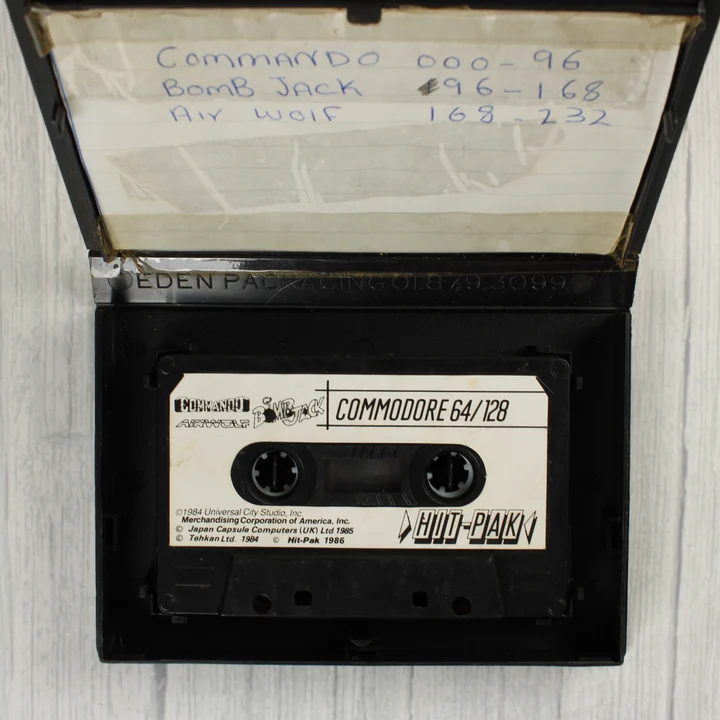 COMMANDO 000-96
BOMB JACK 96-168
Air WOlF 168-232
EDEN PACKAGING 01.879.3099
COMMANDO
BOMBJACK
AIRWOLF
COMMODORE 64/128
©1984 Universal City Studio, Inc.
Merchandising Corporation of America, Inc.
© Japan Capsule Computers (UK) Ltd 1985
© Tehkan Ltd. 1984 © Hit-Pak 1986
HIT-PAK